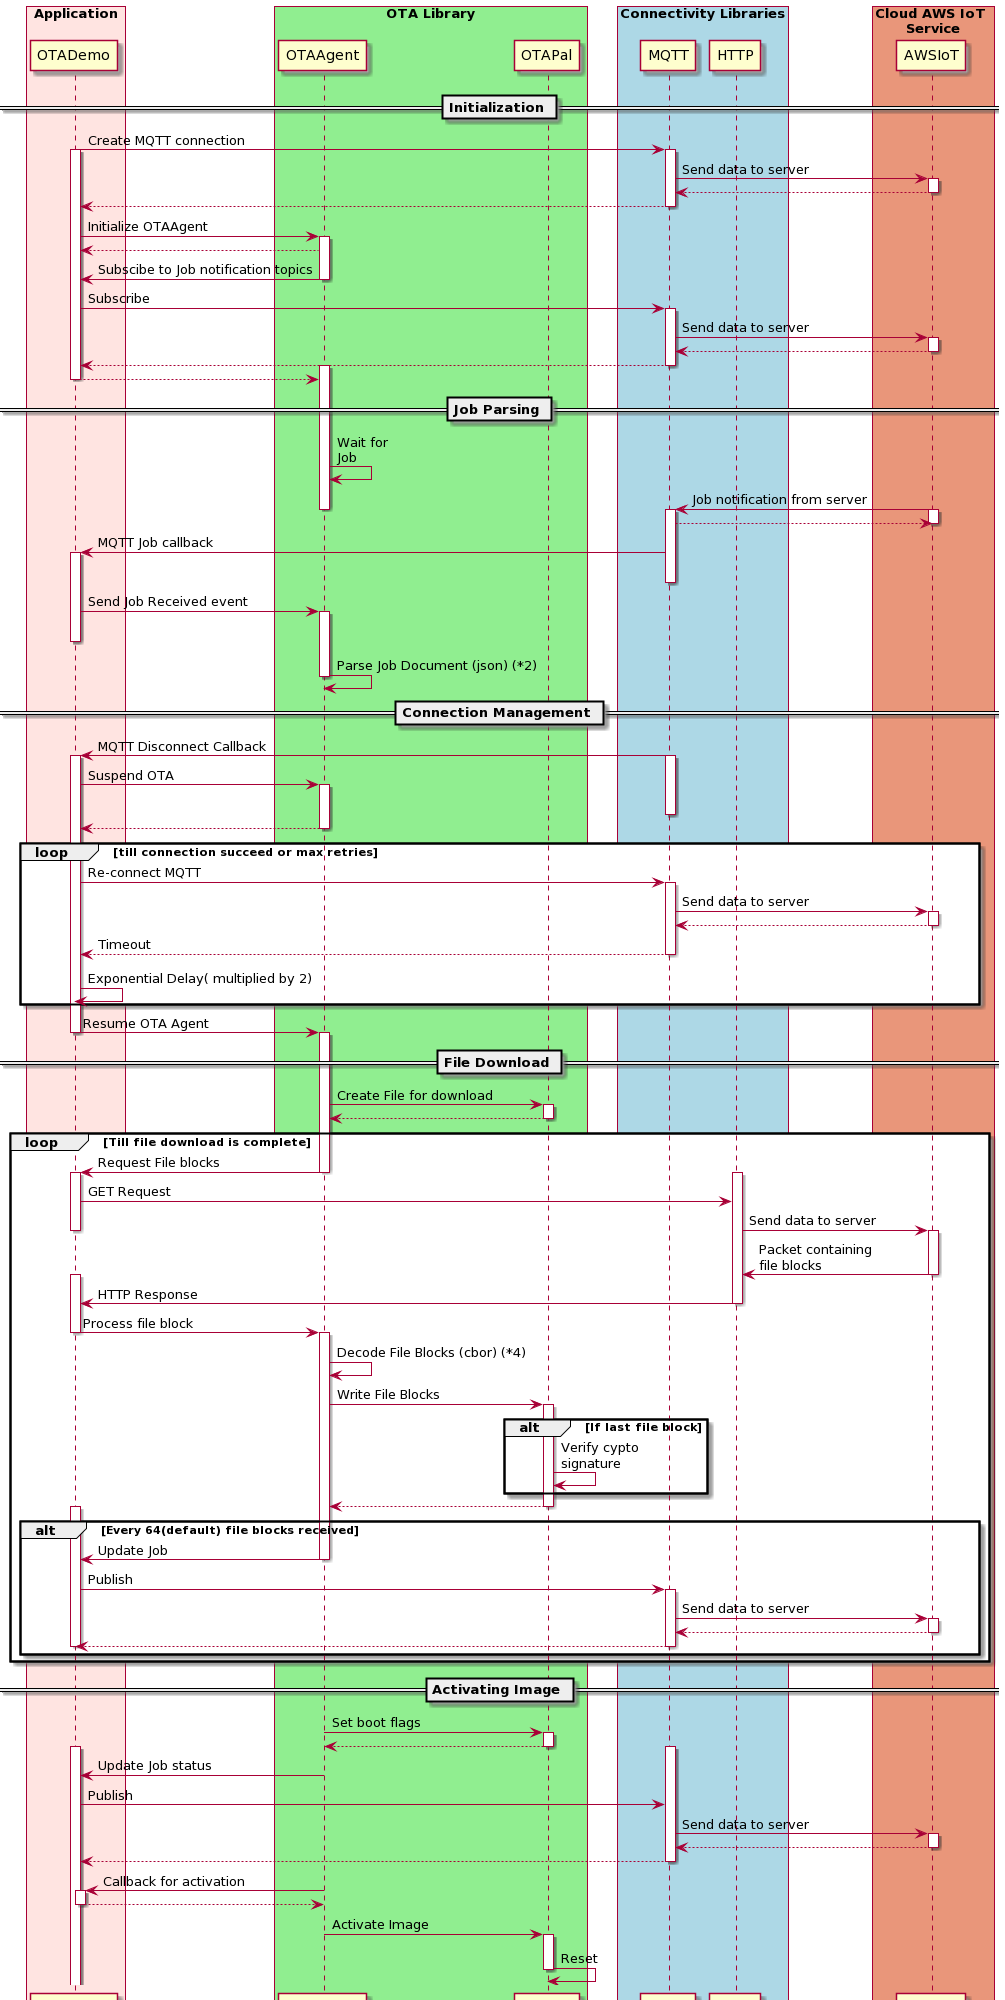 Application
OTA Library
Connectivity Libraries
Cloud AWS IoT
Service
OTADemo
OTAAgent
OTAPal
MQTT
HTTP
AWSIoT
Initialization
Create MQTT connection
Send data to server
Initialize OTAAgent
Subscibe to Job notification topics
Subscribe
Send data to server
Job Parsing
Wait for
Job
Job notification from server
MQTT Job callback
Send Job Received event
Parse Job Document (json) (*2)
Connection Management
MQTT Disconnect Callback
Suspend OTA
loop
[till connection succeed or max retries]
Re-connect MQTT
Send data to server
Timeout
Exponential Delay( multiplied by 2)
Resume OTA Agent
File Download
Create File for download
loop
[Till file download is complete]
Request File blocks
GET Request
Send data to server
Packet containing
file blocks
HTTP Response
Process file block
Decode File Blocks (cbor) (*4)
Write File Blocks
alt
[If last file block]
Verify cypto
signature
alt
[Every 64(default) file blocks received]
Update Job
Publish
Send data to server
Activating Image
Set boot flags
Update Job status
Publish
Send data to server
Callback for activation
Activate Image
Reset